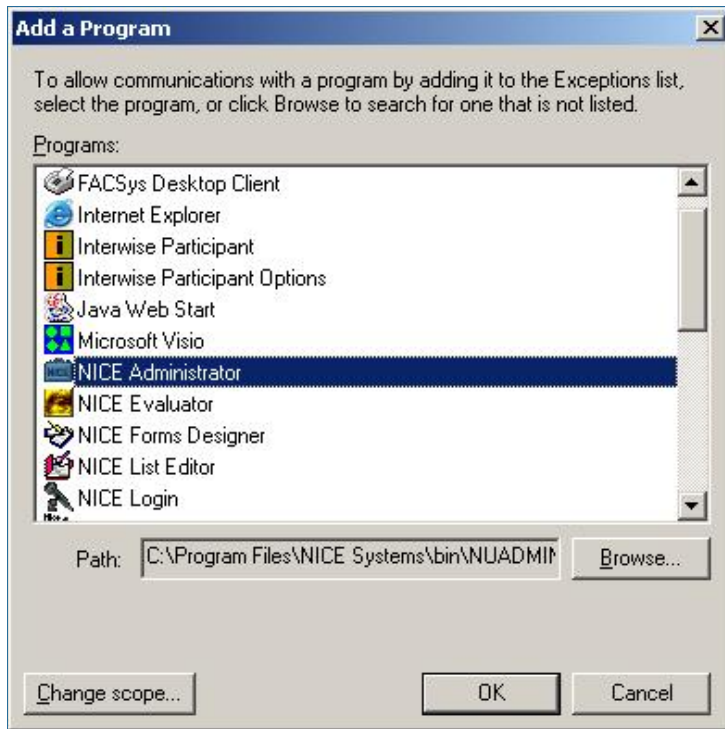 Add a Program
To allow communications with a program by adding it to the Exceptions list,
select the program, or click Browse to search for one that is not listed.
Programs:
FACSys Desktop Client
Internet Explorer
Interwise Participant
Interwise Participant Options
Java Web Start
Microsoft Visio
NICE Administrator
NICE Evaluator
NICE Forms Designer
NICE List Editor
NICE Login
Path: C:\Program Files\NICE Systems\bin\NUADMIN Browse...
Change scope... OK Cancel